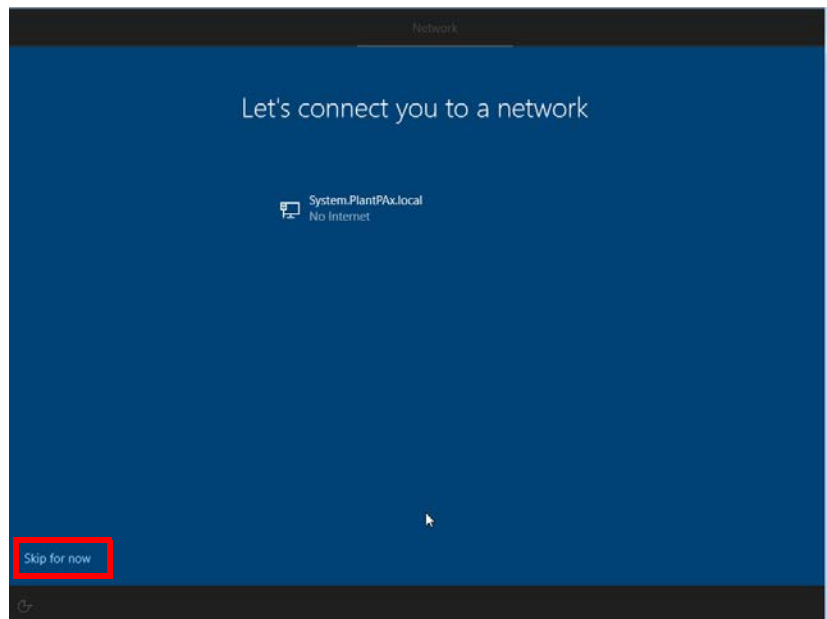 Network
Let's connect you to a network
System.PlantPAx.local
No Internet
Skip for now